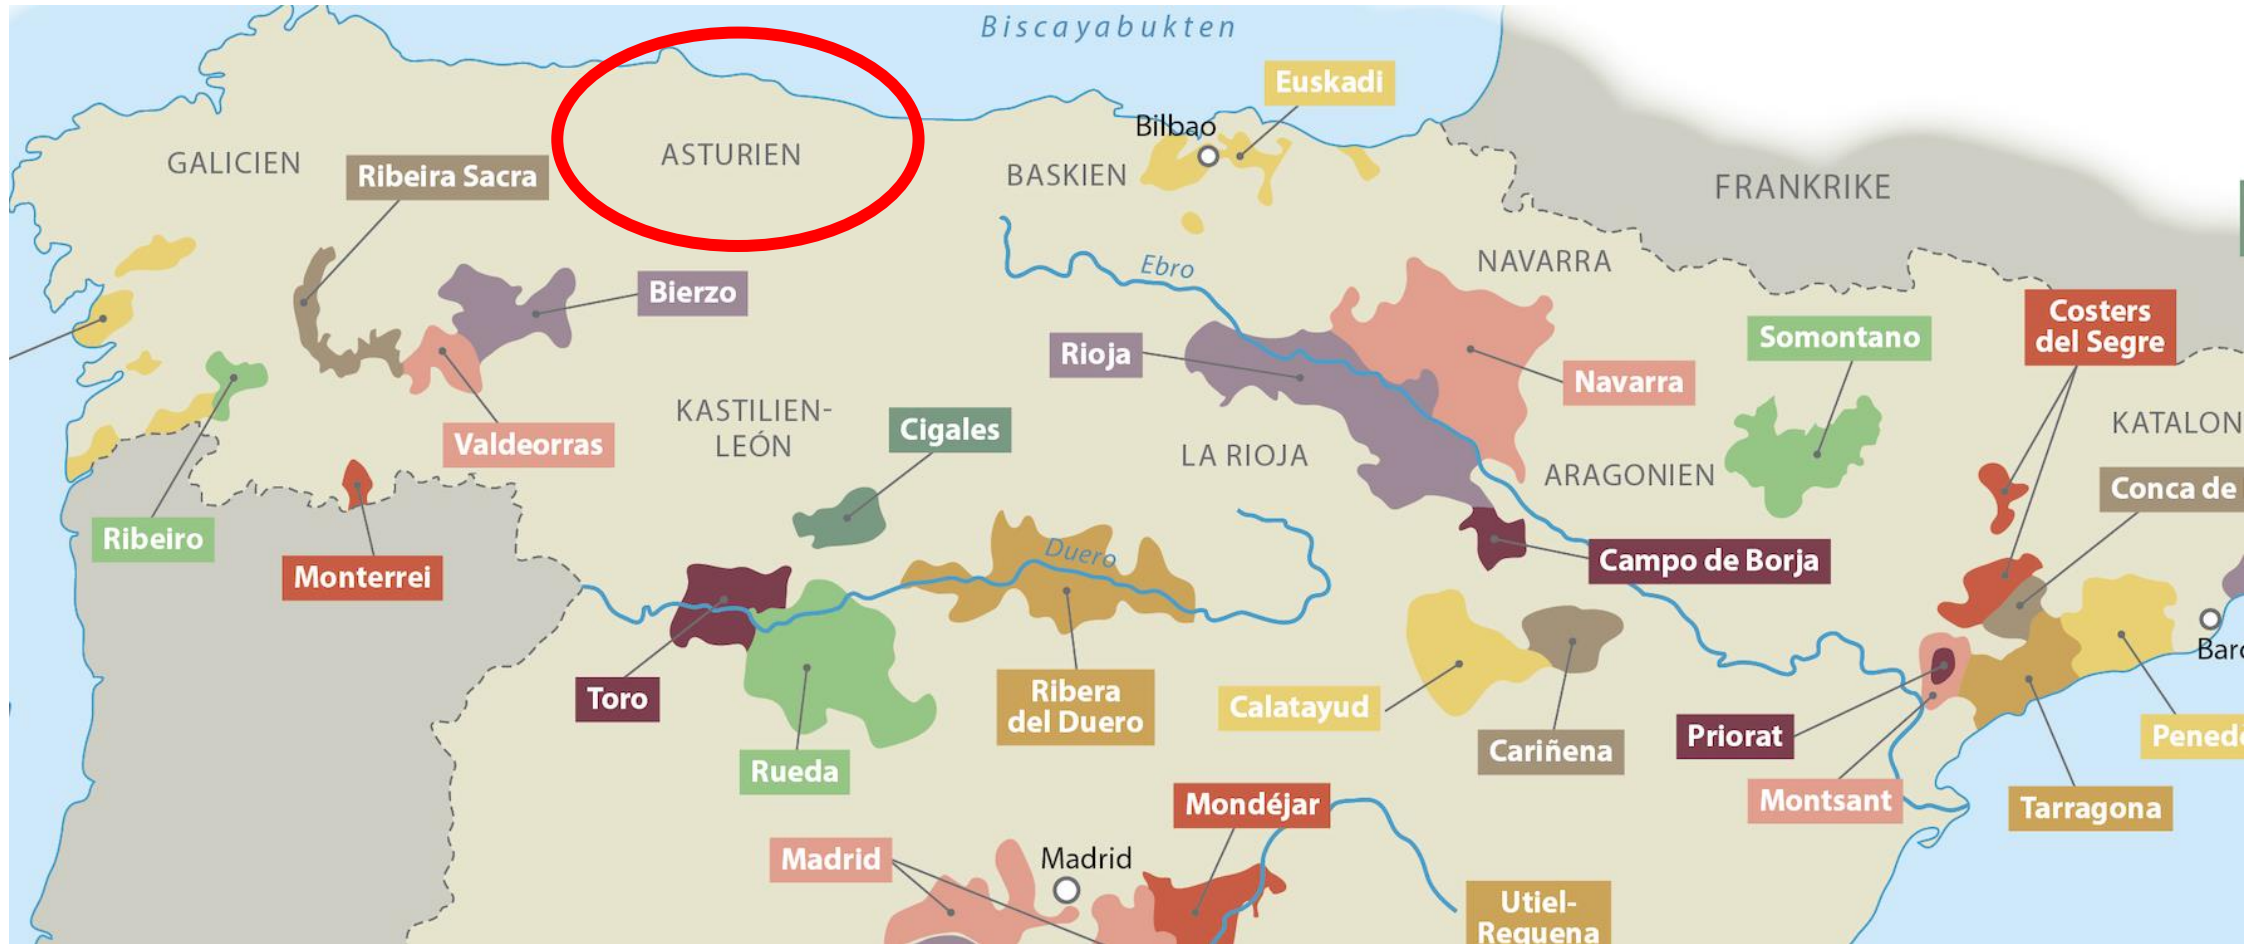 Biscayabukten
Euskadi
Bilbao
GALICIEN
Ribeira Sacra
ASTURIEN
BASKIEN
FRANKRIKE
Ebro
NAVARRA
Bierzo
Rioja
Navarra
Somontano
Costers
del Segre
Valdeorras
KASTILIEN-
LEÓN
Cigales
LA RIOJA
ARAGONIEN
KATALON
Conca de
Ribeiro
Monterrei
Duero
Campo de Borja
Toro
Rueda
Ribera
del Duero
Calatayud
Cariñena
Priorat
Montsant
Tarragona
Barc
Mondéjar
Madrid
Madrid
Utiel-
Requena